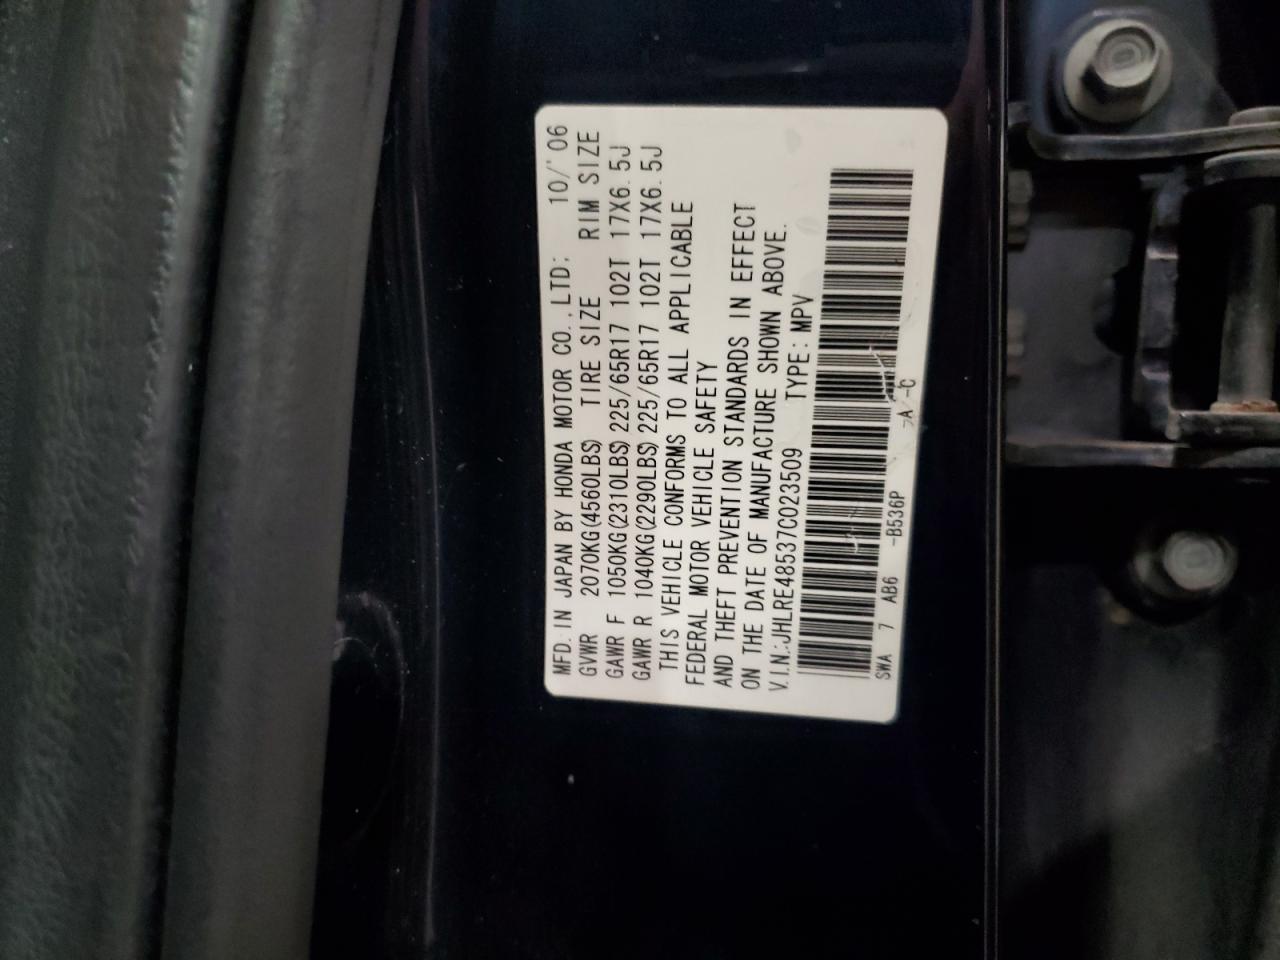 MFD. IN JAPAN BY HONDA MOTOR CO.,LTD: 10/'06
GVWR 2070KG(4560LBS) TIRE SIZE RIM SIZE
GAWR F 1050KG(2310LBS) 225/65R17 102T 17X6.5J
GAWR R 1040KG(2290LBS) 225/65R17 102T 17X6.5J
THIS VEHICLE CONFORMS TO ALL APPLICABLE
FEDERAL MOTOR VEHICLE SAFETY
AND THEFT PREVENTION STANDARDS IN EFFECT
ON THE DATE OF MANUFACTURE SHOWN ABOVE.
V.I.N.:JHLRE48537C023509 TYPE:MPV
SWA 7 AB6 -B536P -A -C